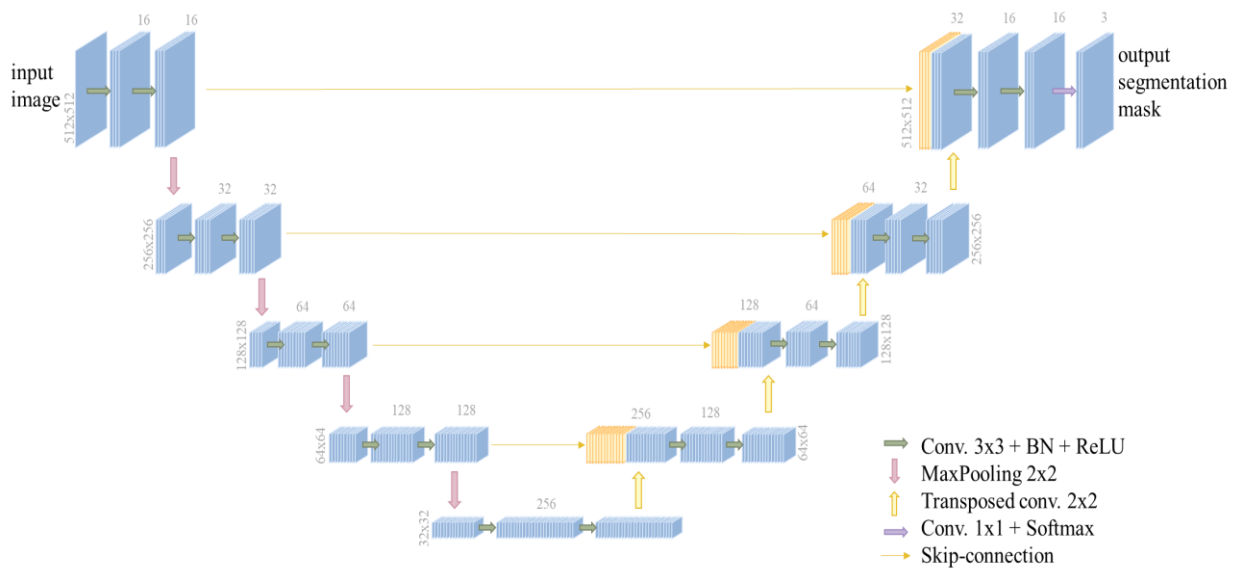 16 16
32 16 16 3
input
image
512x512
output
segmentation
mask
512x512
32 32
64 32
256x256
256x256
64 64
128 64
128x128
128x128
128 128
256 128
64x64
64x64
256
32x32
Conv. 3x3 + BN + ReLU
MaxPooling 2x2
Transposed conv. 2x2
Conv. 1x1 + Softmax
Skip-connection